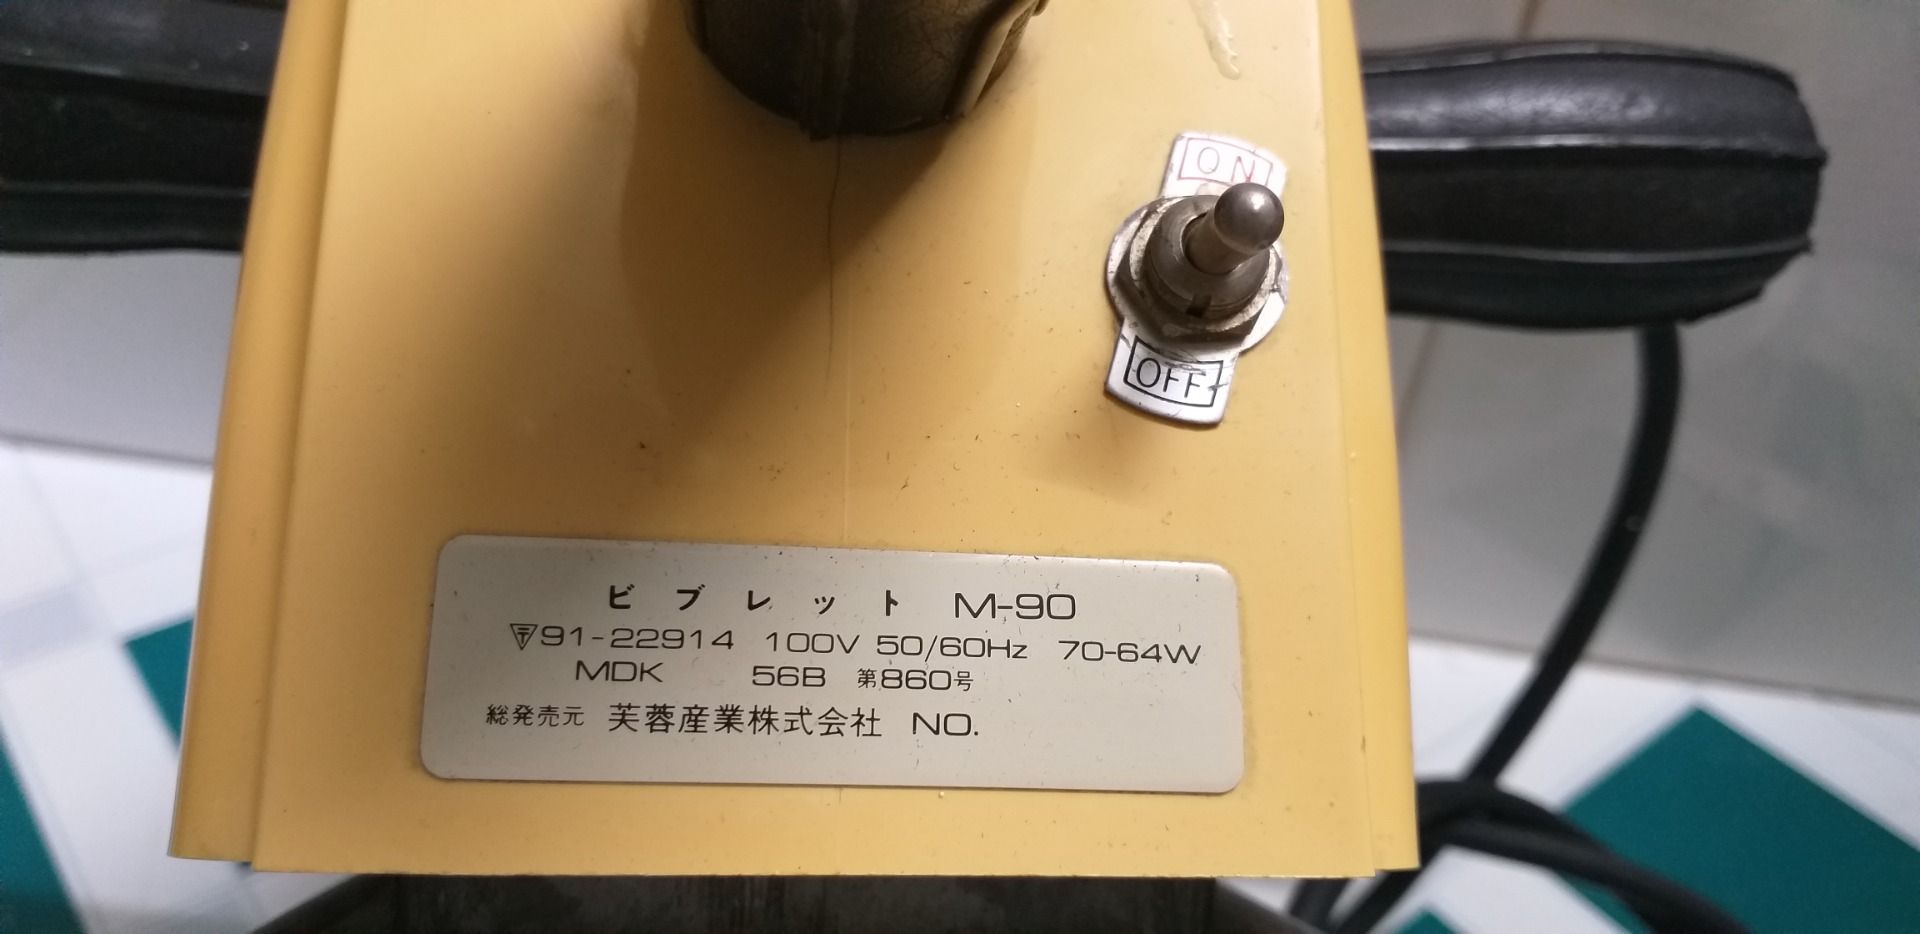 ON
OFF
ビブレット M-90
〒91-22914 100V 50/60Hz 70-64W
MDK 56B 第860号
総発売元 芙蓉産業株式会社 NO.